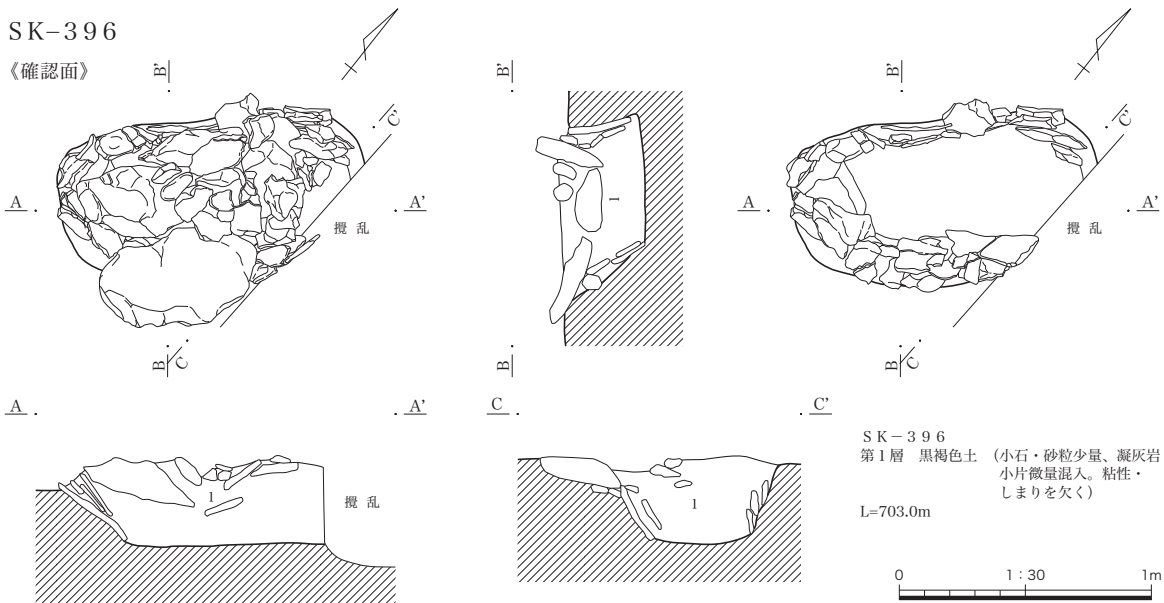 SK−396
《確認面》
B'
C'
A
A'
攪 乱
B
C
B'
1
B
B'
C'
A
A'
攪 乱
B
C
A
A'
1
攪 乱
C
C'
1
SK−396
第1層 黒褐色土 （小石・砂粒少量、凝灰岩
小片微量混入。粘性・
しまりを欠く）
L=703.0m
0 1：30 1m